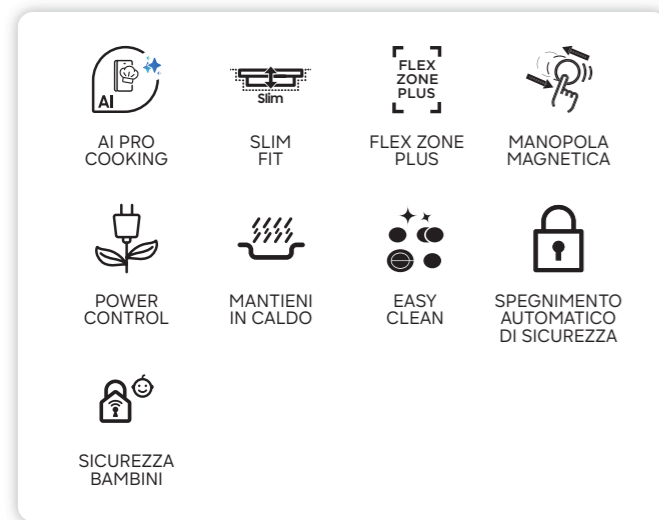 AI
AI PRO
COOKING
Slim
SLIM
FIT
FLEX
ZONE
PLUS
FLEX ZONE
PLUS
MANOPOLA
MAGNETICA
POWER
CONTROL
MANTIENI
IN CALDO
EASY
CLEAN
SPEGNIMENTO
AUTOMATICO
DI SICUREZZA
SICUREZZA
BAMBINI